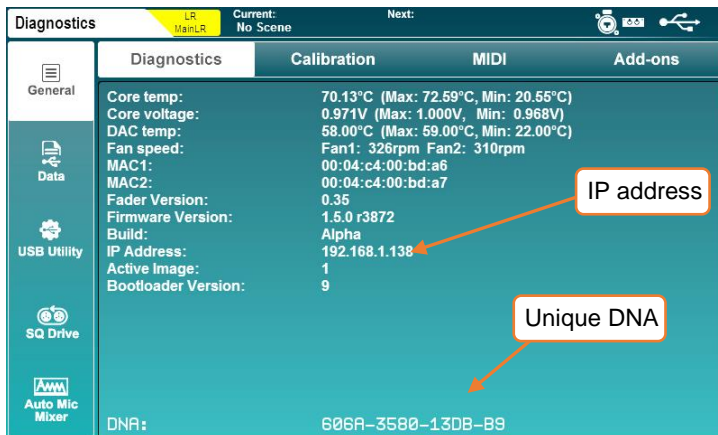 Diagnostics
LR
MainLR
Current:
No Scene
Next:
General
Data
USB Utility
SQ Drive
Auto Mic
Mixer
Diagnostics Calibration MIDI Add-ons
Core temp: 70.13°C (Max: 72.59°C, Min: 20.55°C)
Core voltage: 0.971V (Max: 1.000V, Min: 0.968V)
DAC temp: 58.00°C (Max: 59.00°C, Min: 22.00°C)
Fan speed: Fan1: 326rpm Fan2: 310rpm
MAC1: 00:04:c4:00:bd:a6
MAC2: 00:04:c4:00:bd:a7
Fader Version: 0.35
Firmware Version: 1.5.0 r3872
Build: Alpha
IP Address: 192.168.1.138
Active Image: 1
Bootloader Version: 9
IP address
Unique DNA
DNA: 606A-3580-13DB-B9